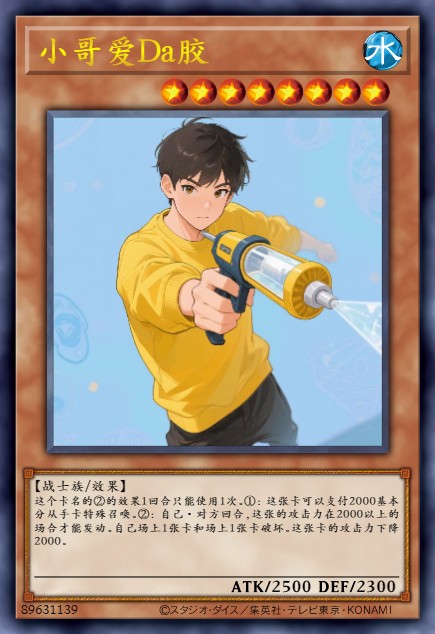 小哥爱Da胶
水
【战士族/效果】
这个卡名的②的效果1回合只能使用1次。①：这张卡可以支付2000基本
分从手卡特殊召唤。②：自己·对方回合，这张的攻击力在2000以上的
场合才能发动。自己场上1张卡和场上1张卡破坏。这张卡的攻击力下降
2000。
ATK/2500 DEF/2300
89631139
©スタジオ·ダイス/集英社·テレビ東京·KONAMI